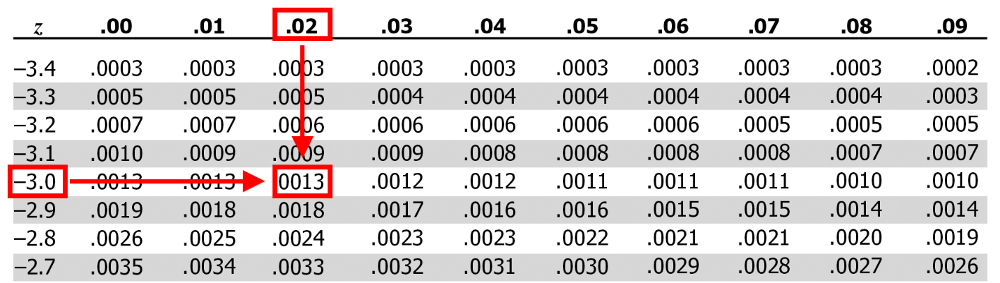 z .00 .01 .02 .03 .04 .05 .06 .07 .08 .09
–3.4 .0003 .0003 .0003 .0003 .0003 .0003 .0003 .0003 .0003 .0002
–3.3 .0005 .0005 .0005 .0004 .0004 .0004 .0004 .0004 .0004 .0003
–3.2 .0007 .0007 .0006 .0006 .0006 .0006 .0006 .0005 .0005 .0005
–3.1 .0010 .0009 .0009 .0009 .0008 .0008 .0008 .0008 .0007 .0007
–3.0 .0013 .0013 0013 .0012 .0012 .0011 .0011 .0011 .0010 .0010
–2.9 .0019 .0018 .0018 .0017 .0016 .0016 .0015 .0015 .0014 .0014
–2.8 .0026 .0025 .0024 .0023 .0023 .0022 .0021 .0021 .0020 .0019
–2.7 .0035 .0034 .0033 .0032 .0031 .0030 .0029 .0028 .0027 .0026